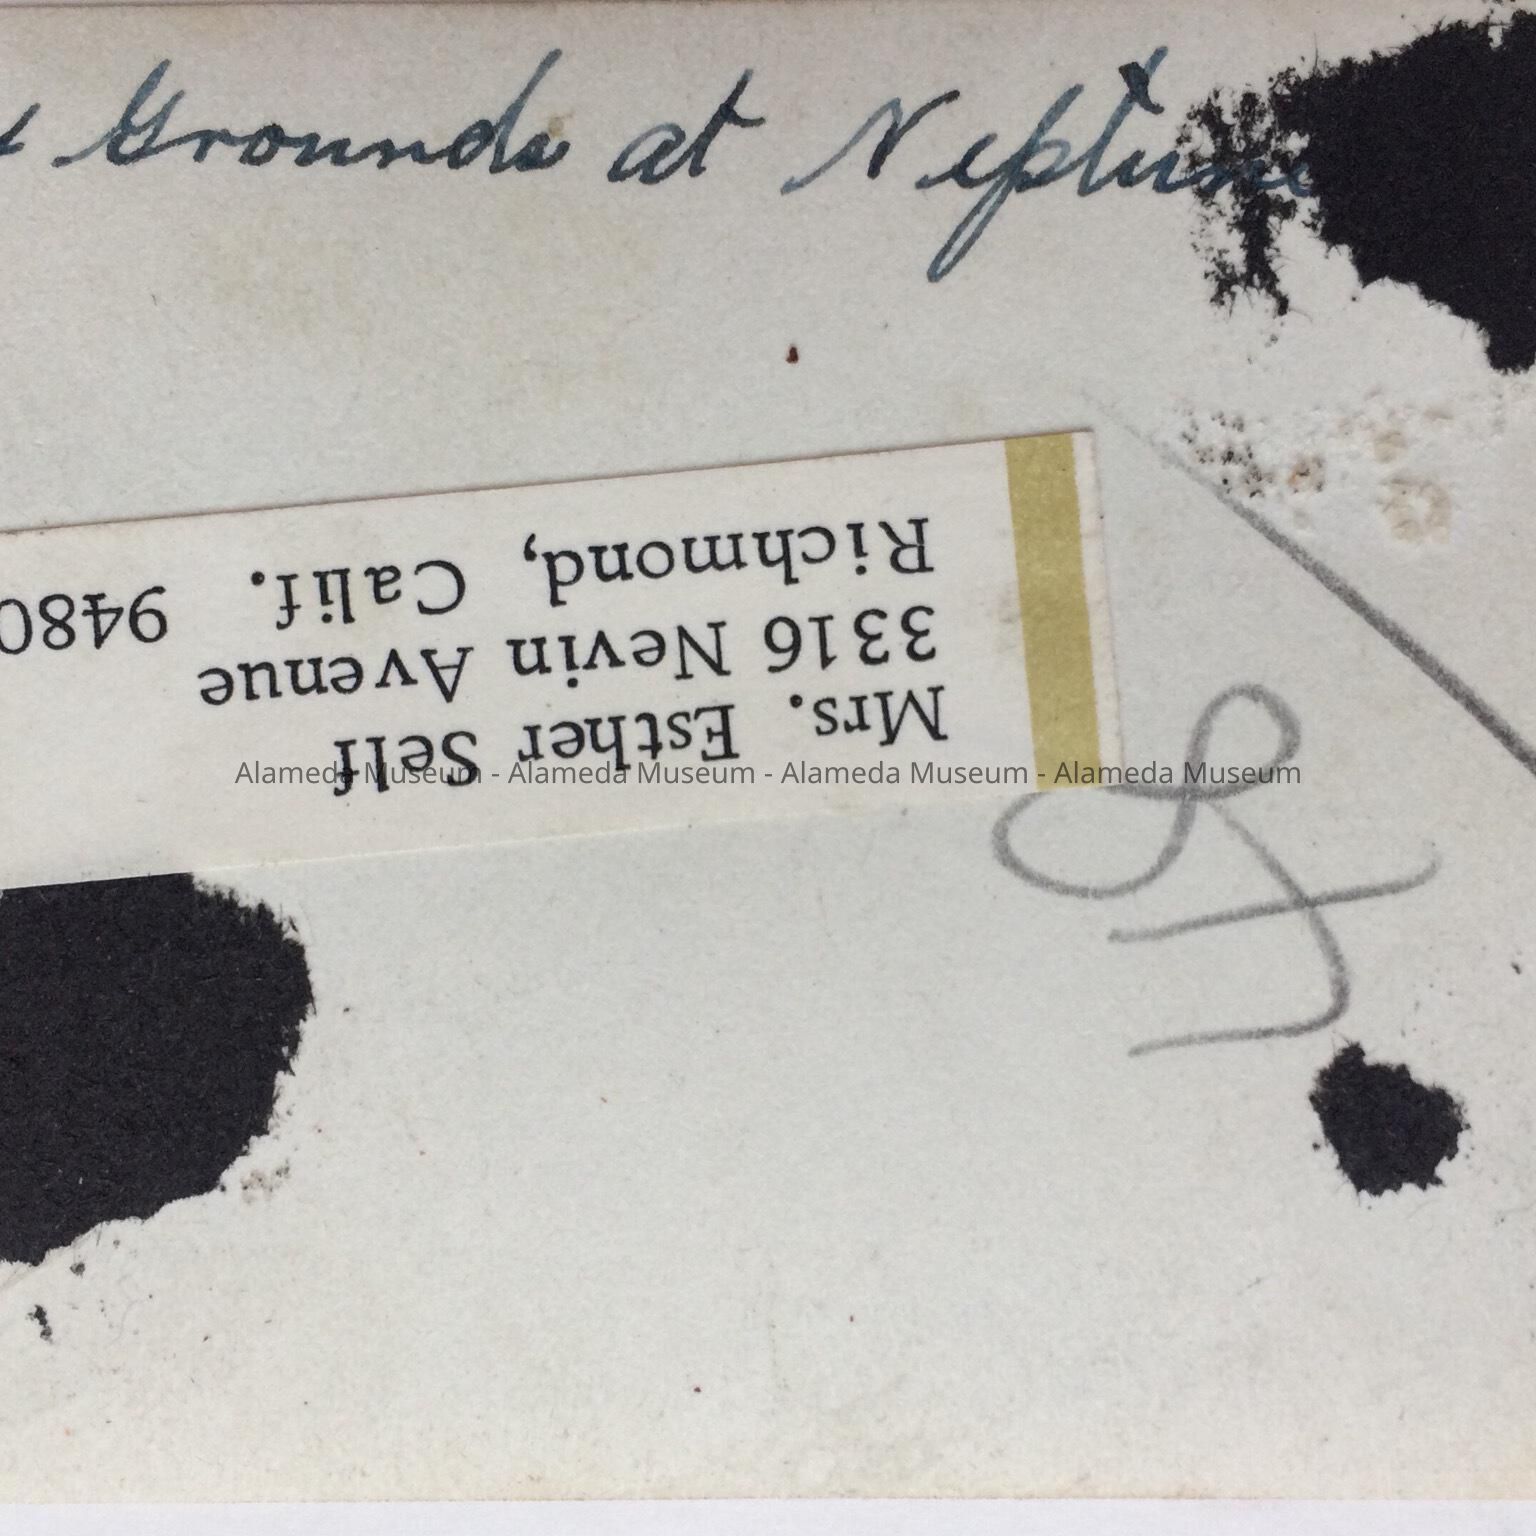 Grounds at Neptune
Mrs. Esther Self
3316 Nevin Avenue
Richmond, Calif. 9480
Alameda Museum - Alameda Museum - Alameda Museum - Alameda Museum